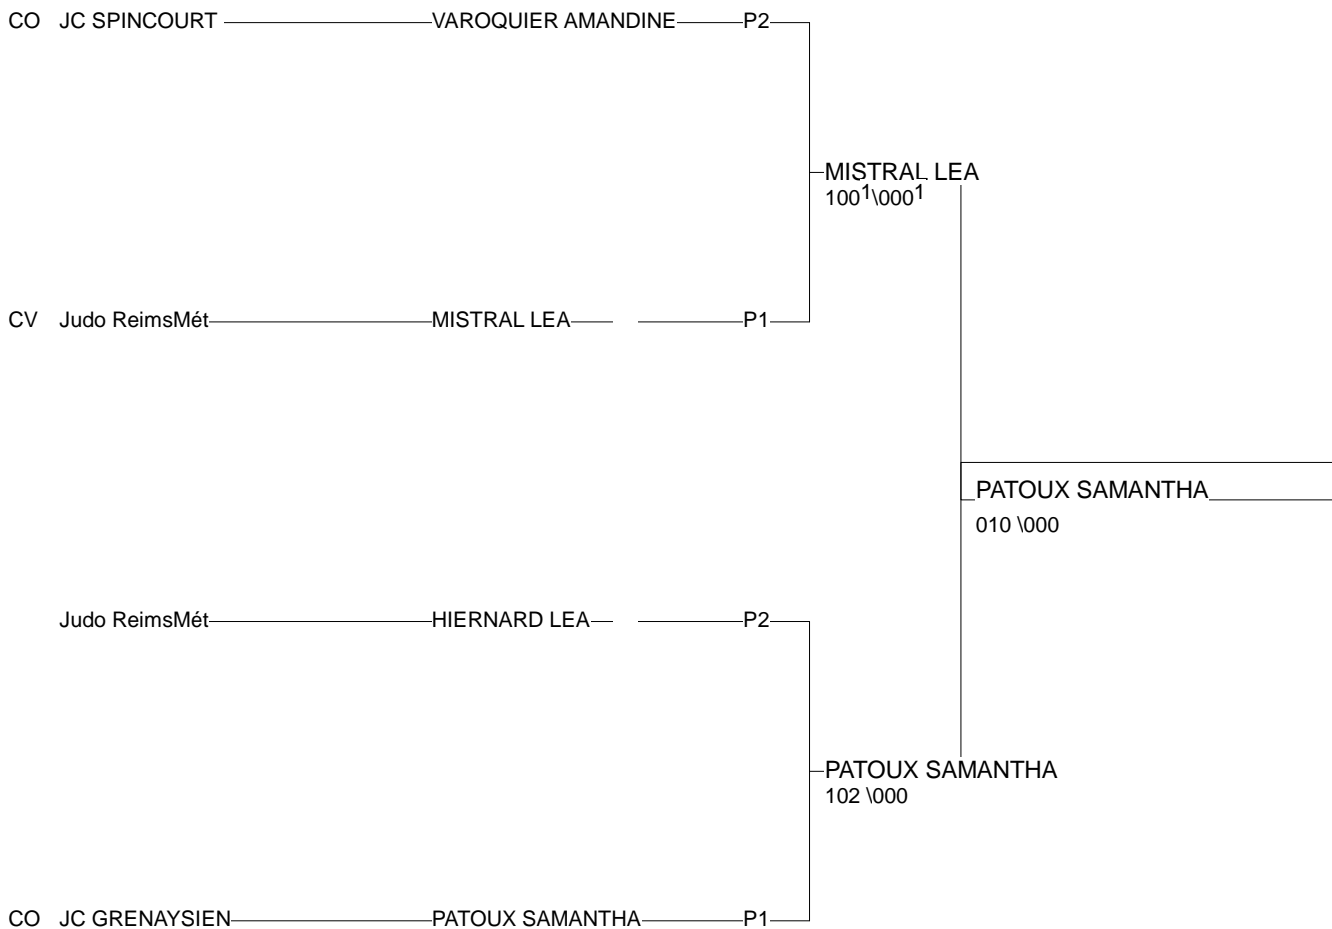 CO JC SPINCOURT VAROQUIER AMANDINE P2
MISTRAL LEA
100¹\000¹
CV Judo ReimsMét MISTRAL LEA P1
PATOUX SAMANTHA
010 \000
Judo ReimsMét HIERNARD LEA P2
PATOUX SAMANTHA
102 \000
CO JC GRENAYSIEN PATOUX SAMANTHA P1